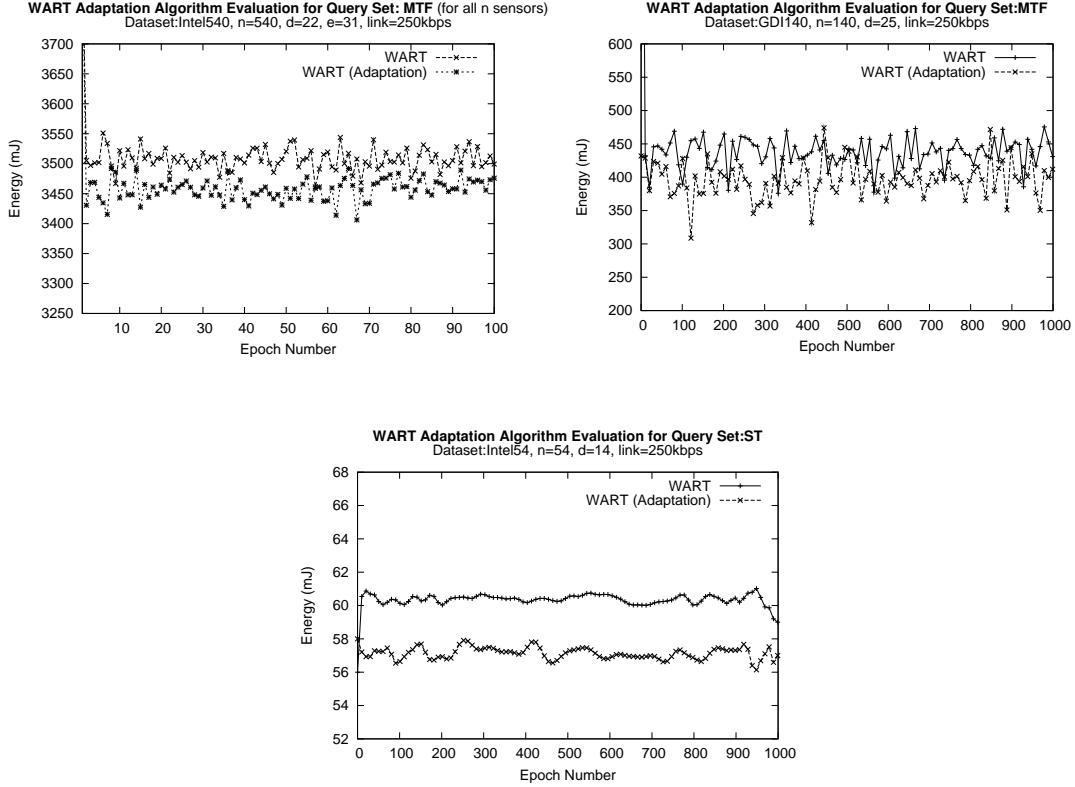 WART Adaptation Algorithm Evaluation for Query Set: MTF (for all n sensors)
Dataset:Intel540, n=540, d=22, e=31, link=250kbps
3700
3650
3600
3550
3500
3450
3400
3350
3300
3250
Energy (mJ)
WART
WART (Adaptation)
10 20 30 40 50 60 70 80 90 100
Epoch Number
WART Adaptation Algorithm Evaluation for Query Set:MTF
Dataset:GDI140, n=140, d=25, link=250kbps
600
550
500
450
400
350
300
250
200
Energy (mJ)
WART
WART (Adaptation)
0 100 200 300 400 500 600 700 800 900 1000
Epoch Number
WART Adaptation Algorithm Evaluation for Query Set:ST
Dataset:Intel54, n=54, d=14, link=250kbps
68
66
64
62
60
58
56
54
52
Energy (mJ)
WART
WART (Adaptation)
0 100 200 300 400 500 600 700 800 900 1000
Epoch Number